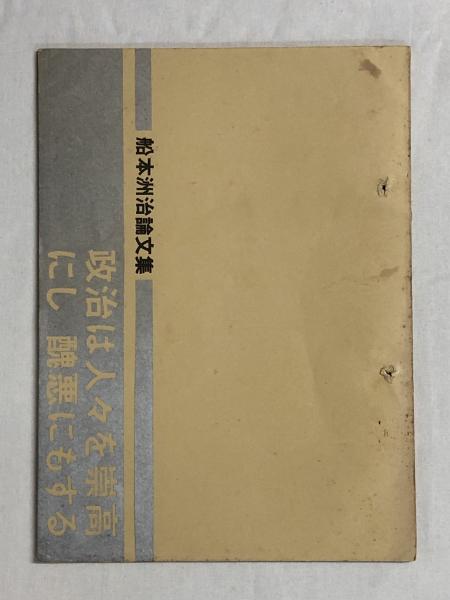 船本洲治論文集
政治は人々を崇高
にし 醜悪にもする